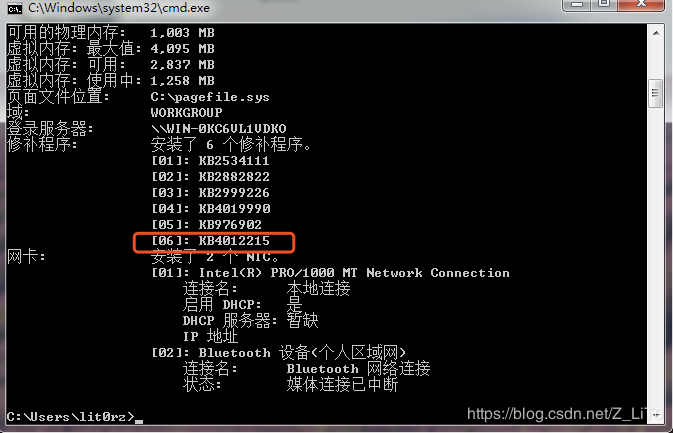 C:\Windows\system32\cmd.exe
可用的物理内存: 1,003 MB
虚拟内存: 最大值: 4,095 MB
虚拟内存: 可用: 2,837 MB
虚拟内存: 使用中: 1,258 MB
页面文件位置: C:\pagefile.sys
域: WORKGROUP
登录服务器: \\WIN-0KC6VL1VDKO
修补程序: 安装了 6 个修补程序。
[01]: KB2534111
[02]: KB2882822
[03]: KB2999226
[04]: KB4019990
[05]: KB976902
[06]: KB4012215
网卡: 安装了 2 个 NIC。
[01]: Intel(R) PRO/1000 MT Network Connection
连接名: 本地连接
启用 DHCP: 是
DHCP 服务器: 暂缺
IP 地址
[02]: Bluetooth 设备(个人区域网)
连接名: Bluetooth 网络连接
状态: 媒体连接已中断
C:\Users\lit0rz>_
https://blog.csdn.net/Z_LiT0